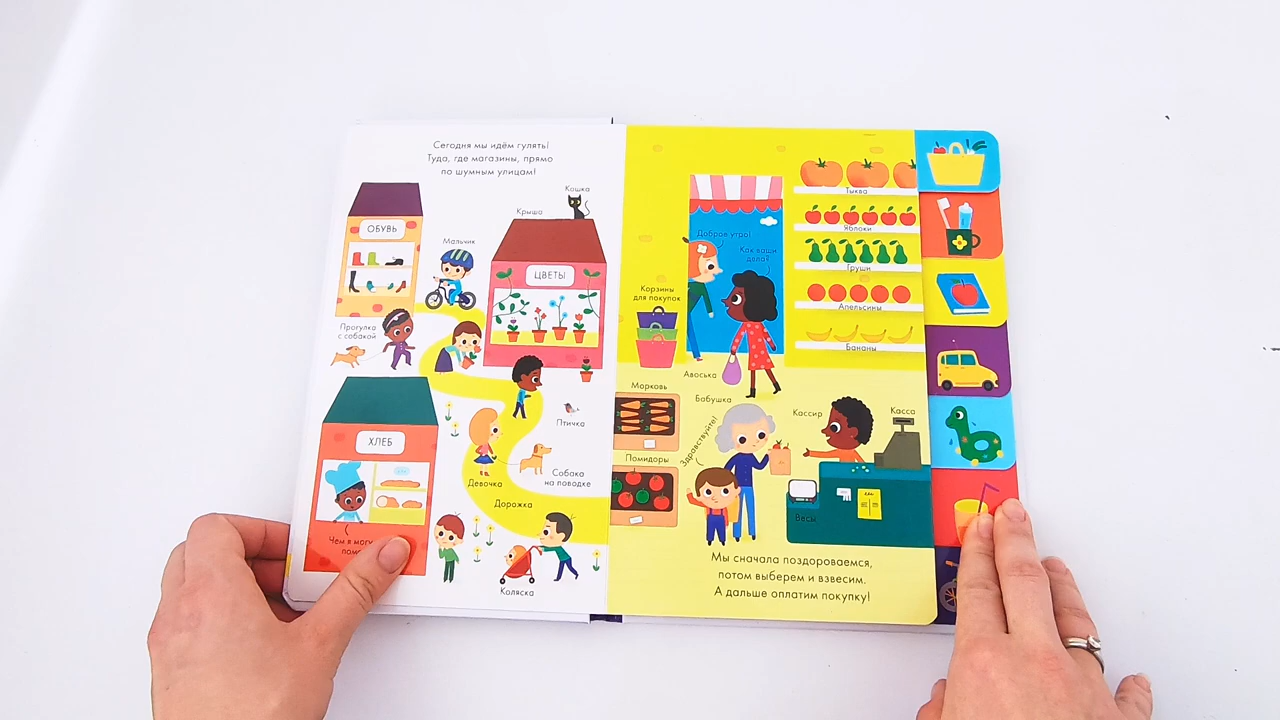 Сегодня мы идём гулять!
Туда, где магазины, прямо
по шумным улицам!
Кошка
Крыша
ОБУВЬ
Мальчик
ЦВЕТЫ
Прогулка
с собакой
ХЛЕБ
Птичка
Девочка
Собака
на поводке
Дорожка
Чем я могу
Коляска
Тыква
Яблоки
Груши
Апельсины
Бананы
Доброе утро!
Как ваши
дела?
Корзины
для покупок
Авоська
Морковь
Бабушка
Кассир
Касса
Здравствуйте!
Помидоры
Весы
Мы сначала поздороваемся,
потом выберем и взвесим.
А дальше оплатим покупку!